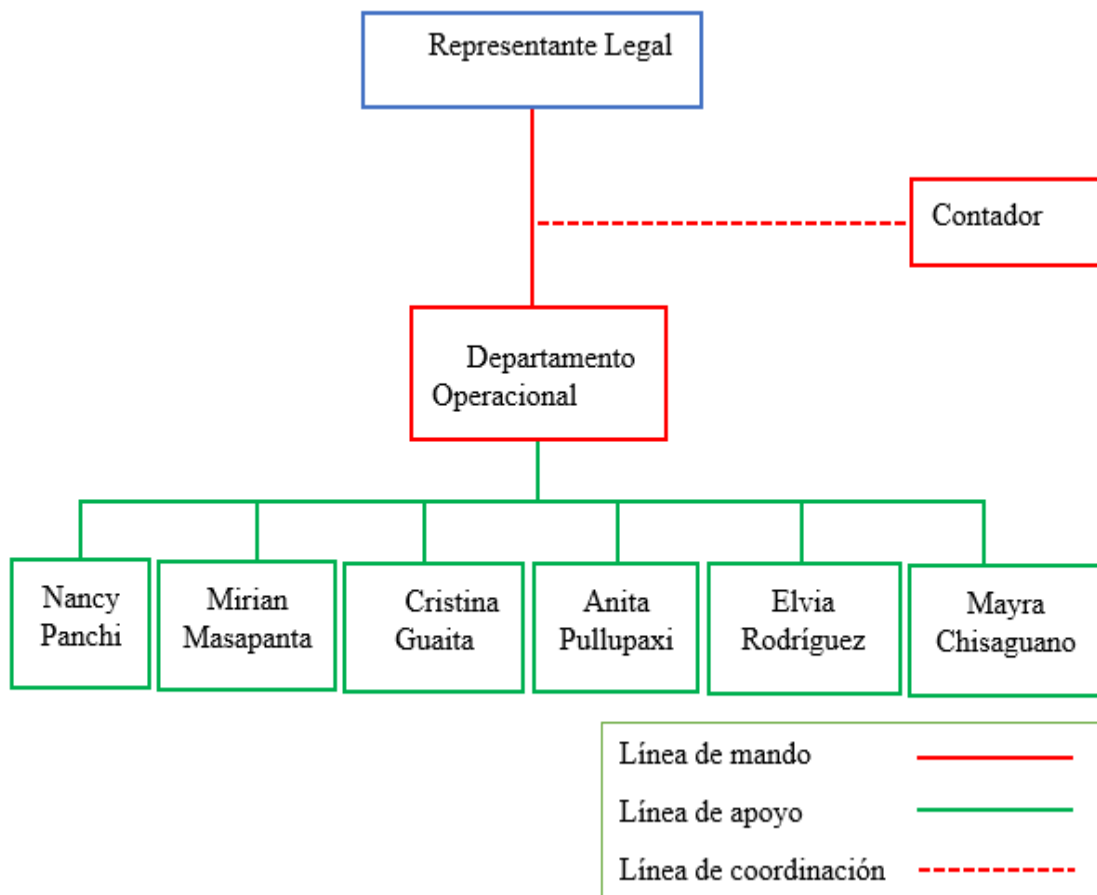 Representante Legal
Contador
Departamento
Operacional
Nancy
Panchi
Mirian
Masapanta
Cristina
Guaita
Anita
Pullupaxi
Elvia
Rodríguez
Mayra
Chisaguano
Línea de mando
Línea de apoyo
Línea de coordinación